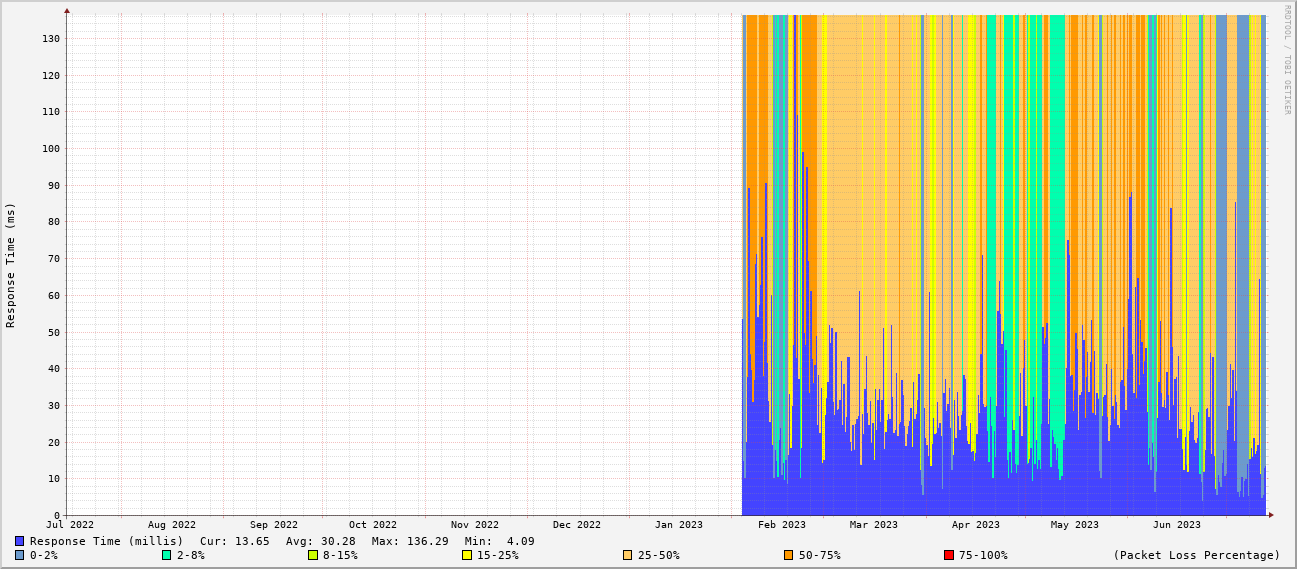 RRDTOOL / TOBI OETIKER
Response Time (ms)
130
120
110
100
90
80
70
60
50
40
30
20
10
0
Jul 2022 Aug 2022 Sep 2022 Oct 2022 Nov 2022 Dec 2022 Jan 2023 Feb 2023 Mar 2023 Apr 2023 May 2023 Jun 2023
Response Time (millis) Cur: 13.65 Avg: 30.28 Max: 136.29 Min: 4.09
0-2% 2-8% 8-15% 15-25% 25-50% 50-75% 75-100% (Packet Loss Percentage)